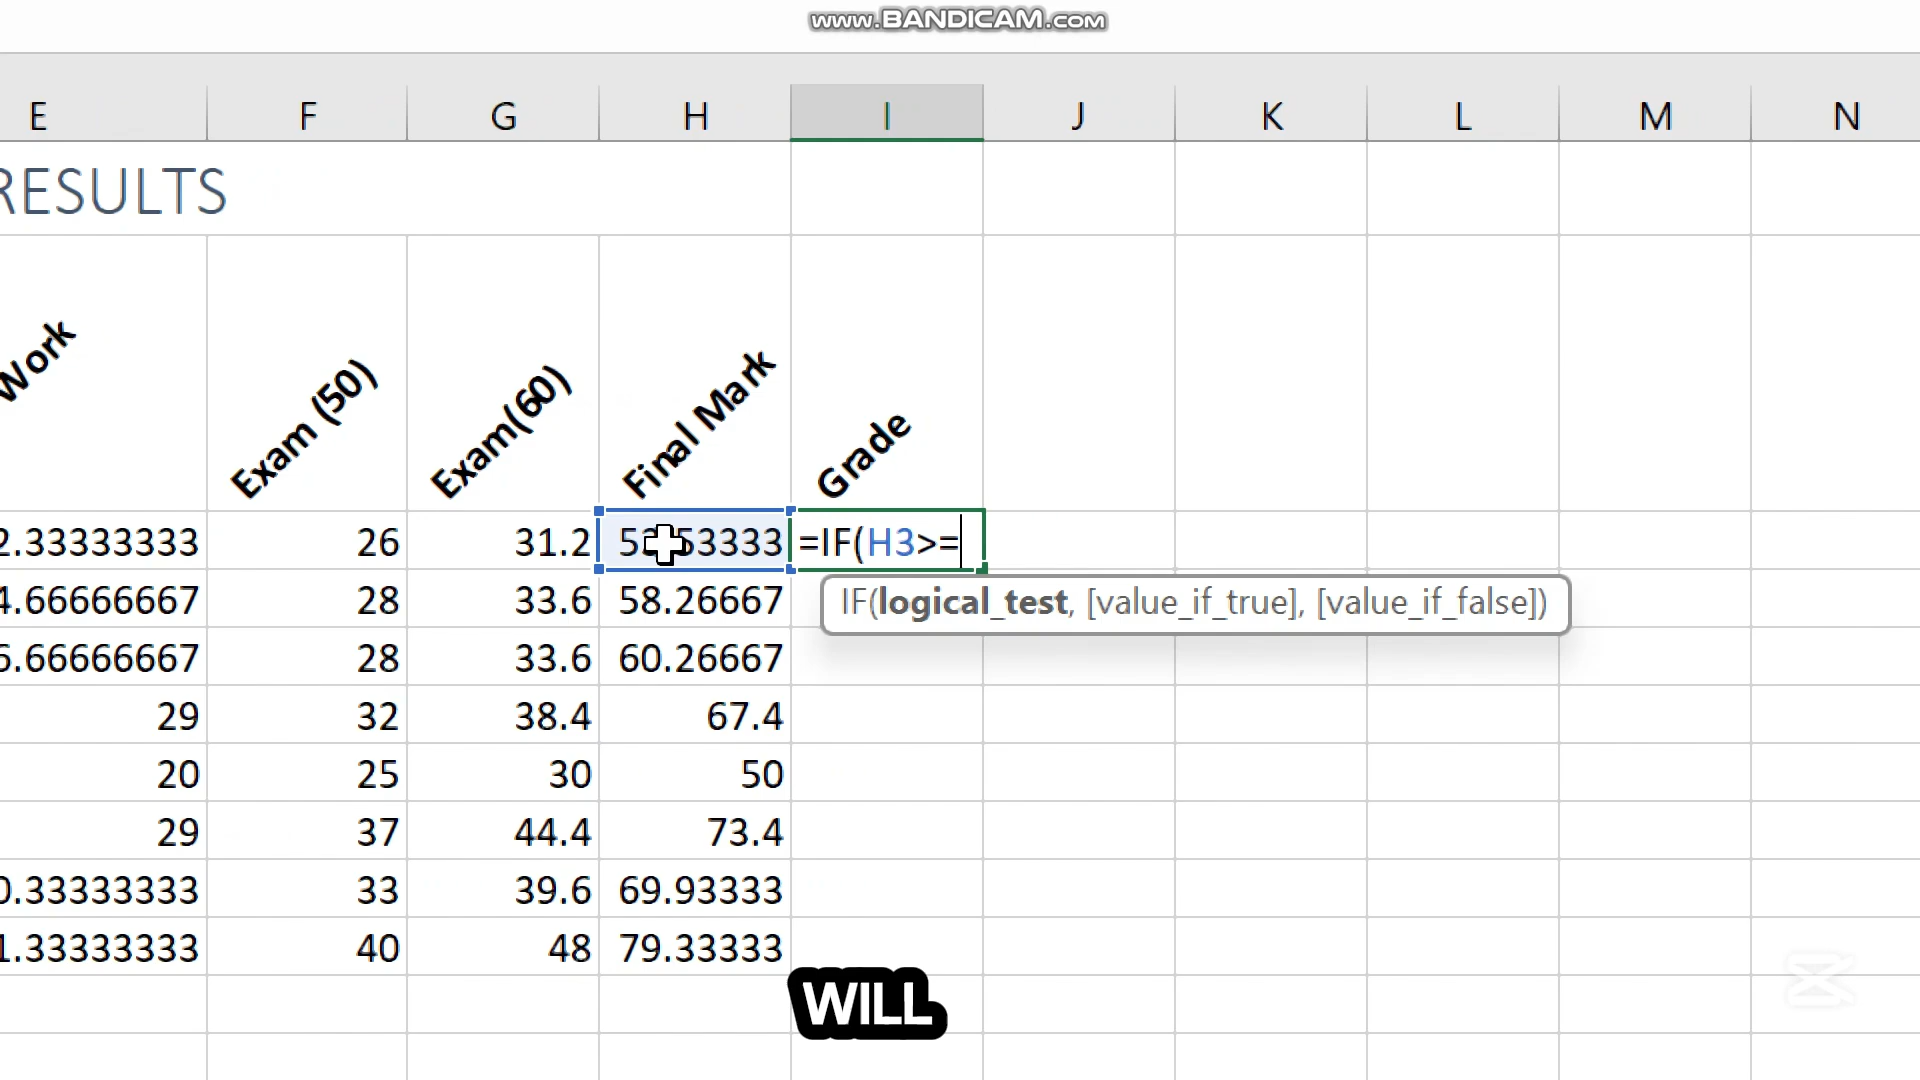 www.BANDICAM.com
E F G H I J K L M N
RESULTS
Work Exam (50) Exam(60) Final Mark Grade
2.33333333 26 31.2 53.53333 =IF(H3>=
4.66666667 28 33.6 58.26667
IF(logical_test, [value_if_true], [value_if_false])
6.66666667 28 33.6 60.26667
29 32 38.4 67.4
20 25 30 50
29 37 44.4 73.4
0.33333333 33 39.6 69.93333
1.33333333 40 48 79.33333
WILL